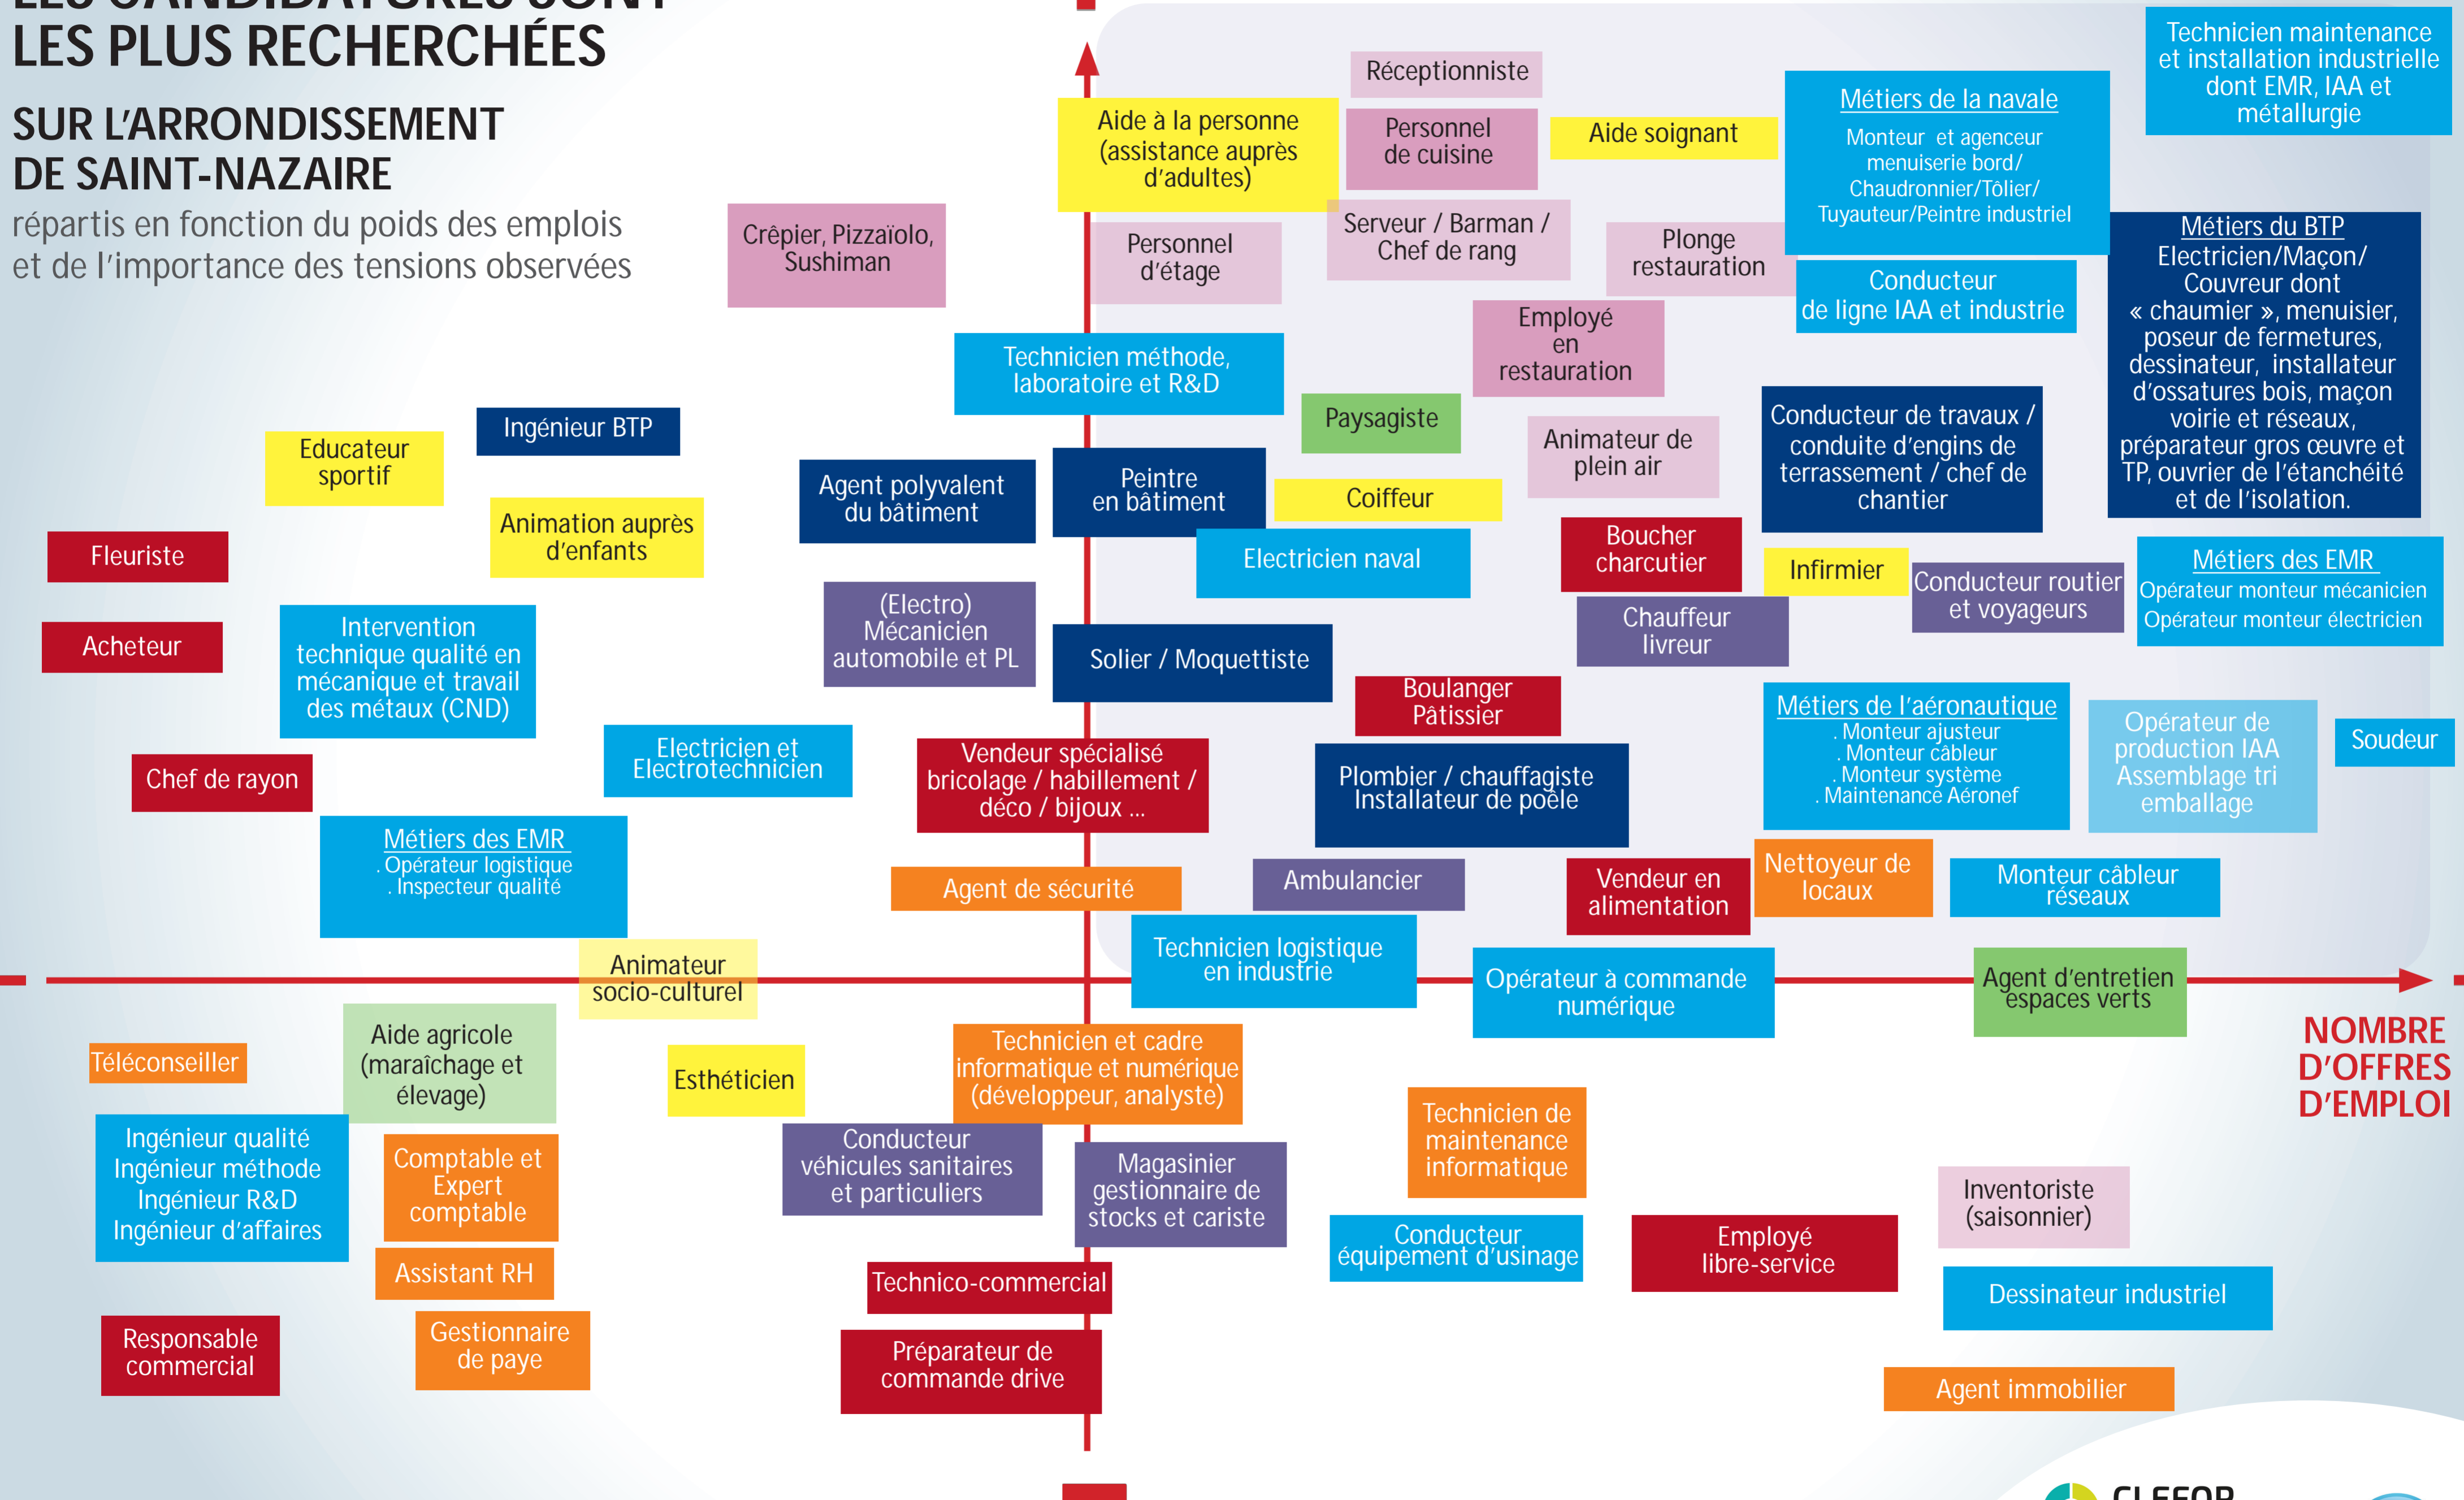 LES CANDIDATURES SONT
LES PLUS RECHERCHÉES
SUR L'ARRONDISSEMENT
DE SAINT-NAZAIRE
répartis en fonction du poids des emplois
et de l'importance des tensions observées
Technicien maintenance
et installation industrielle
dont EMR, IAA et
métallurgie
Réceptionniste
Aide à la personne
(assistance auprès
d'adultes)
Personnel
de cuisine
Aide soignant
Métiers de la navale
Monteur et agenceur
menuiserie bord/
Chaudronnier/Tôlier/
Tuyauteur/Peintre industriel
Crêpier, Pizzaïolo,
Sushiman
Personnel
d'étage
Serveur / Barman /
Chef de rang
Plonge
restauration
Conducteur
de ligne IAA et industrie
Métiers du BTP
Electricien/Maçon/
Couvreur dont
« chaumier », menuisier,
poseur de fermetures,
dessinateur, installateur
d'ossatures bois, maçon
voirie et réseaux,
préparateur gros œuvre et
TP, ouvrier de l'étanchéité
et de l'isolation.
Employé
en
restauration
Technicien méthode,
laboratoire et R&D
Paysagiste
Animateur de
plein air
Conducteur de travaux /
conduite d'engins de
terrassement / chef de
chantier
Educateur
sportif
Ingénieur BTP
Agent polyvalent
du bâtiment
Peintre
en bâtiment
Coiffeur
Animation auprès
d'enfants
Fleuriste
Electricien naval
Boucher
charcutier
Infirmier
Conducteur routier
et voyageurs
Métiers des EMR
Opérateur monteur mécanicien
Opérateur monteur électricien
Acheteur
Intervention
technique qualité en
mécanique et travail
des métaux (CND)
(Electro)
Mécanicien
automobile et PL
Solier / Moquettiste
Chauffeur
livreur
Boulanger
Pâtissier
Métiers de l'aéronautique
. Monteur ajusteur
. Monteur câbleur
. Monteur système
. Maintenance Aéronef
Opérateur de
production IAA
Assemblage tri
emballage
Soudeur
Chef de rayon
Electricien et
Electrotechnicien
Vendeur spécialisé
bricolage / habillement /
déco / bijoux ...
Plombier / chauffagiste
Installateur de poêle
Métiers des EMR
. Opérateur logistique
. Inspecteur qualité
Agent de sécurité
Ambulancier
Vendeur en
alimentation
Nettoyeur de
locaux
Monteur câbleur
réseaux
Animateur
socio-culturel
Technicien logistique
en industrie
Opérateur à commande
numérique
Agent d'entretien
espaces verts
NOMBRE
D'OFFRES
D'EMPLOI
Téléconseiller
Aide agricole
(maraîchage et
élevage)
Esthéticien
Technicien et cadre
informatique et numérique
(développeur, analyste)
Technicien de
maintenance
informatique
Ingénieur qualité
Ingénieur méthode
Ingénieur R&D
Ingénieur d'affaires
Comptable et
Expert
comptable
Conducteur
véhicules sanitaires
et particuliers
Magasinier
gestionnaire de
stocks et cariste
Inventoriste
(saisonnier)
Conducteur
équipement d'usinage
Employé
libre-service
Assistant RH
Technico-commercial
Dessinateur industriel
Responsable
commercial
Gestionnaire
de paye
Préparateur de
commande drive
Agent immobilier
CLEFOP